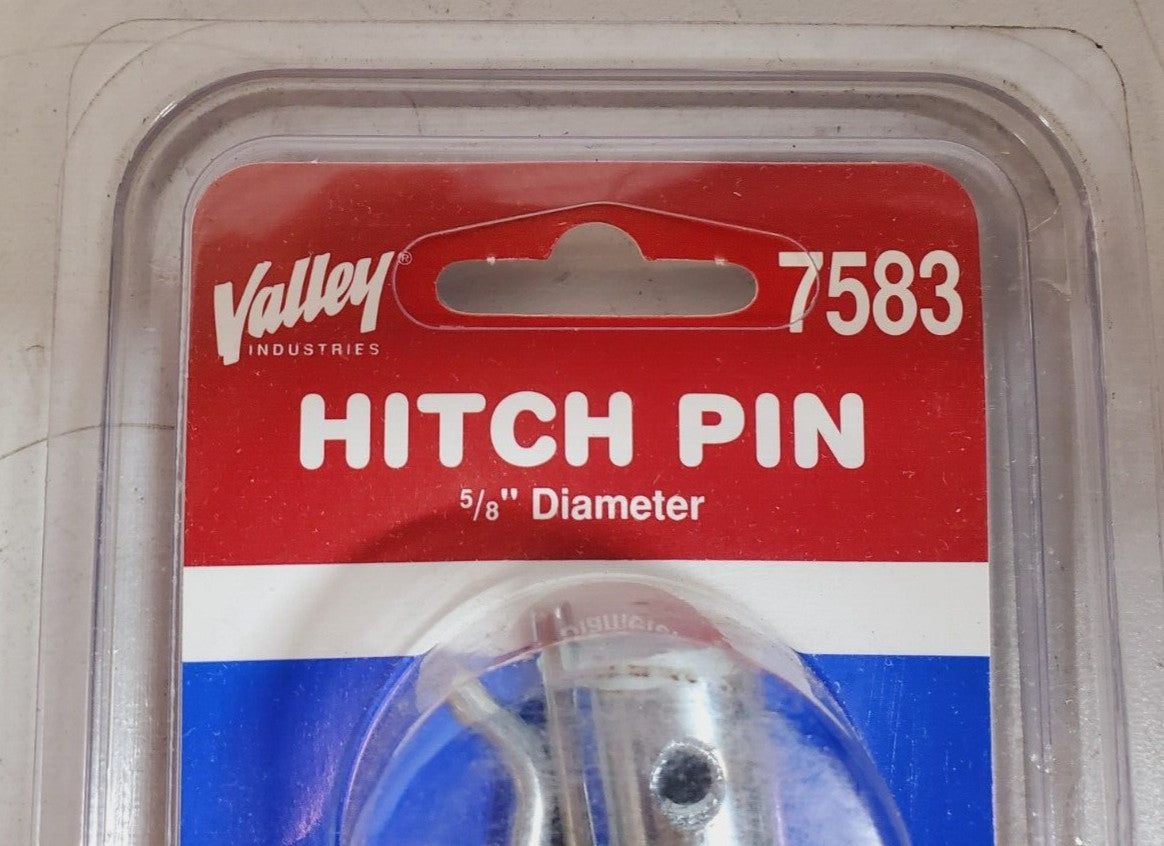 Valley®
INDUSTRIES
7583
HITCH PIN
5/8" Diameter